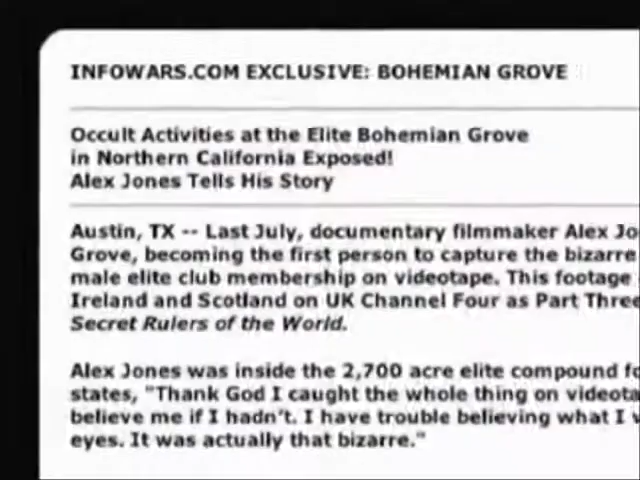 INFOWARS.COM EXCLUSIVE: BOHEMIAN GROVE
Occult Activities at the Elite Bohemian Grove
in Northern California Exposed!
Alex Jones Tells His Story
Austin, TX -- Last July, documentary filmmaker Alex Jo
Grove, becoming the first person to capture the bizarre
male elite club membership on videotape. This footage
Ireland and Scotland on UK Channel Four as Part Three
Secret Rulers of the World.
Alex Jones was inside the 2,700 acre elite compound fo
states, "Thank God I caught the whole thing on videota
believe me if I hadn't. I have trouble believing what I
eyes. It was actually that bizarre."